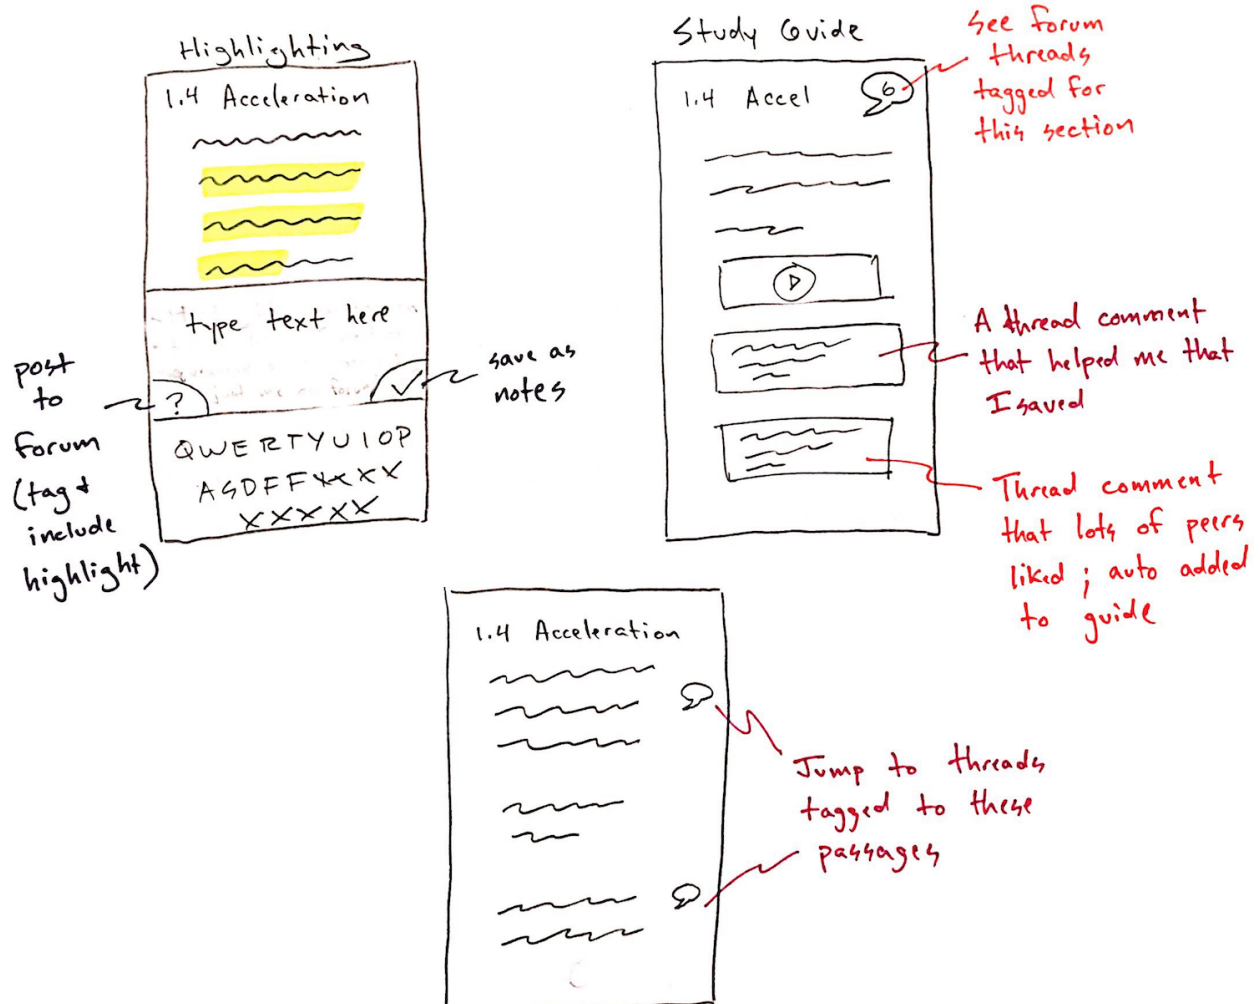 Highlighting
1.4 Acceleration
type text here
?
✓
post
to
forum
(tag &
include
highlight)
save as
notes
QWERTYUIOP
ASDFFXXXX
XXXXX
Study Guide
1.4 Accel
6
see forum
threads
tagged for
this section
A thread comment
that helped me that
I saved
Thread comment
that lots of peers
liked; auto added
to guide
1.4 Acceleration
Jump to threads
tagged to these
passages